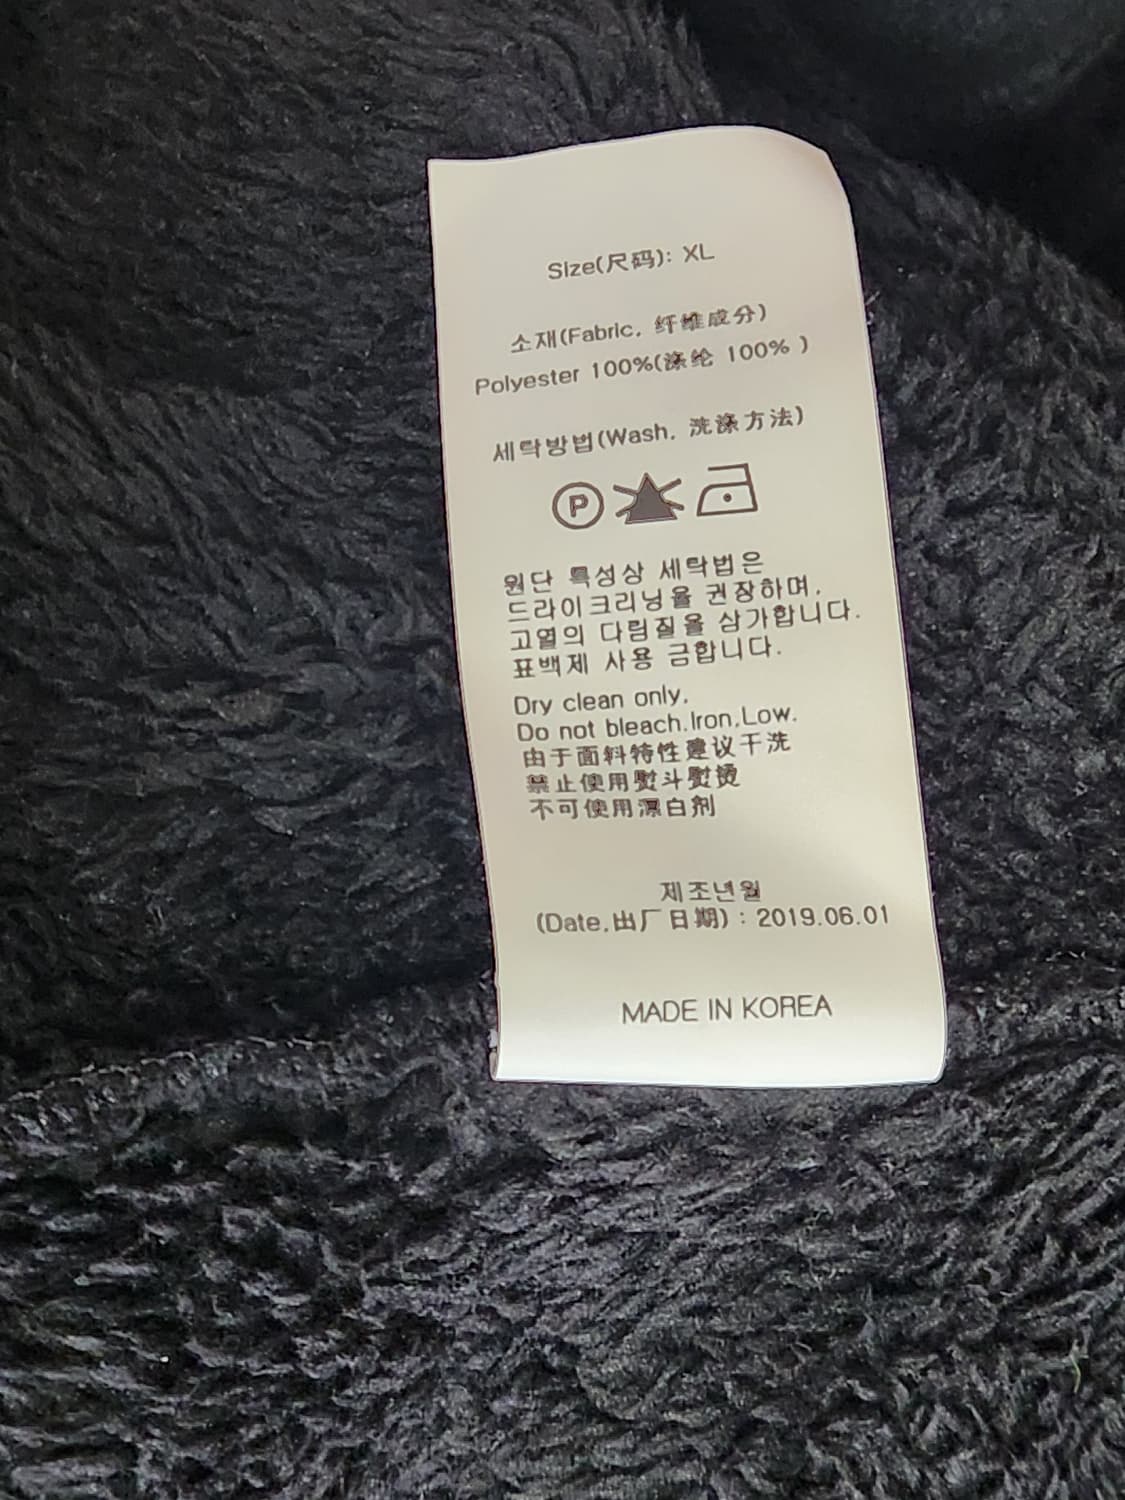 Size(尺码): XL
소재(Fabric, 纤维成分)
Polyester 100%(涤纶 100% )
세탁방법(Wash, 洗涤方法)
P
원단 특성상 세탁법은
드라이크리닝을 권장하며,
고열의 다림질을 삼가합니다.
표백제 사용 금합니다.
Dry clean only,
Do not bleach.Iron,Low.
由于面料特性建议干洗
禁止使用熨斗熨烫
不可使用漂白剂
제조년월
(Date,出厂日期) : 2019.06.01
MADE IN KOREA